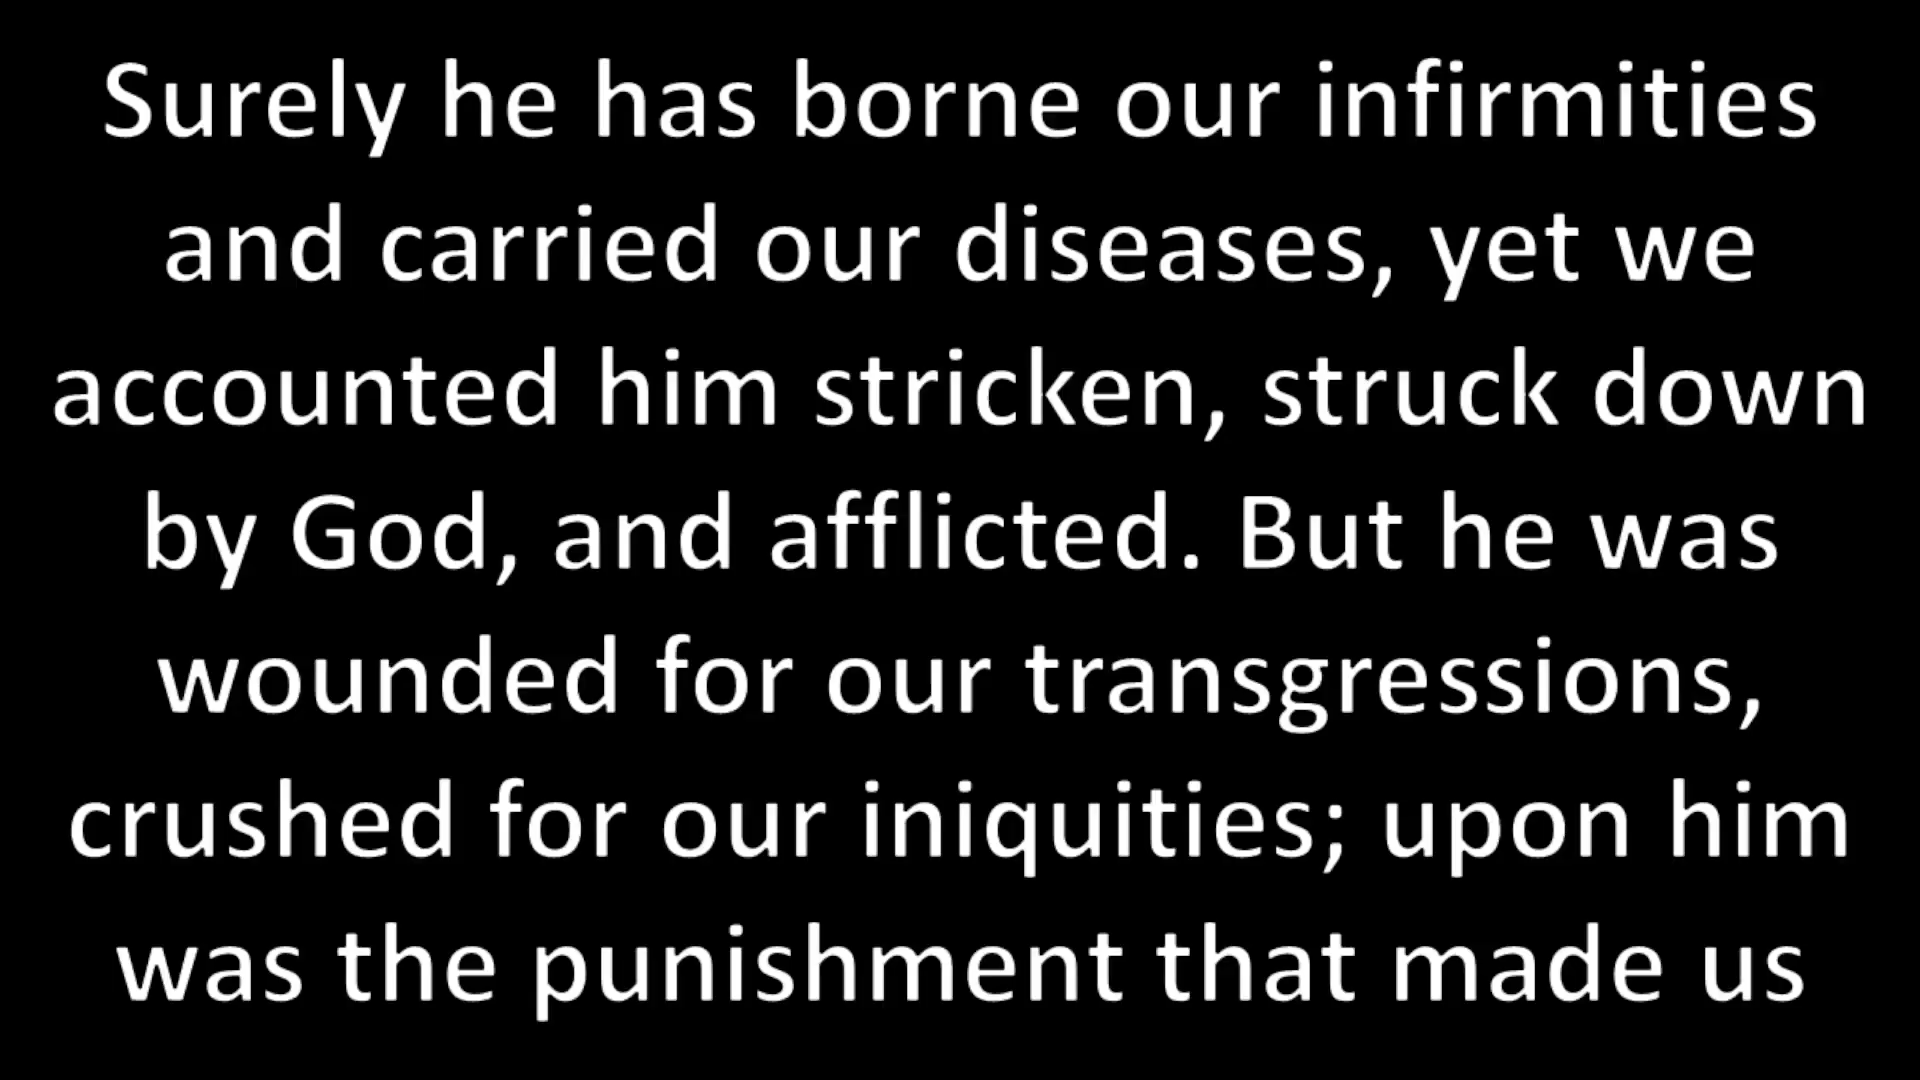 Surely he has borne our infirmities
and carried our diseases, yet we
accounted him stricken, struck down
by God, and afflicted. But he was
wounded for our transgressions,
crushed for our iniquities; upon him
was the punishment that made us